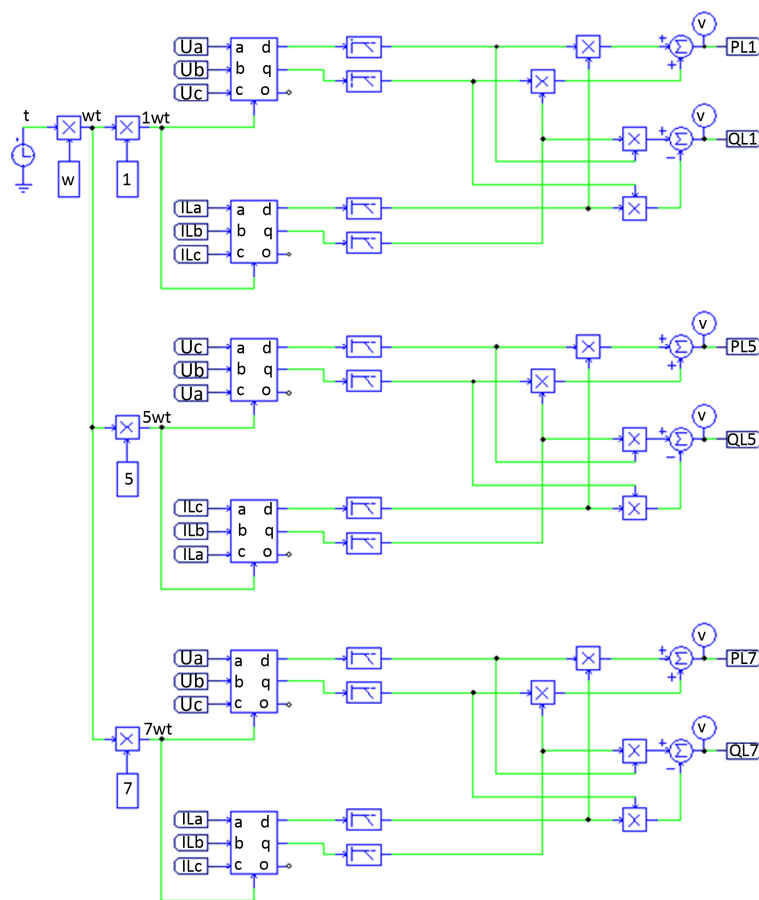 V
Ua a d PL1
Ub b q
Uc c o
V
t wt 1wt QL1
w 1
ILa a d
ILb b q
ILc c o
V
Uc a d PL5
Ub b q
Ua c o
V
5wt QL5
5
ILc a d
ILb b q
ILa c o
V
Ua a d PL7
Ub b q
Uc c o
V
7wt QL7
7
ILa a d
ILb b q
ILc c o